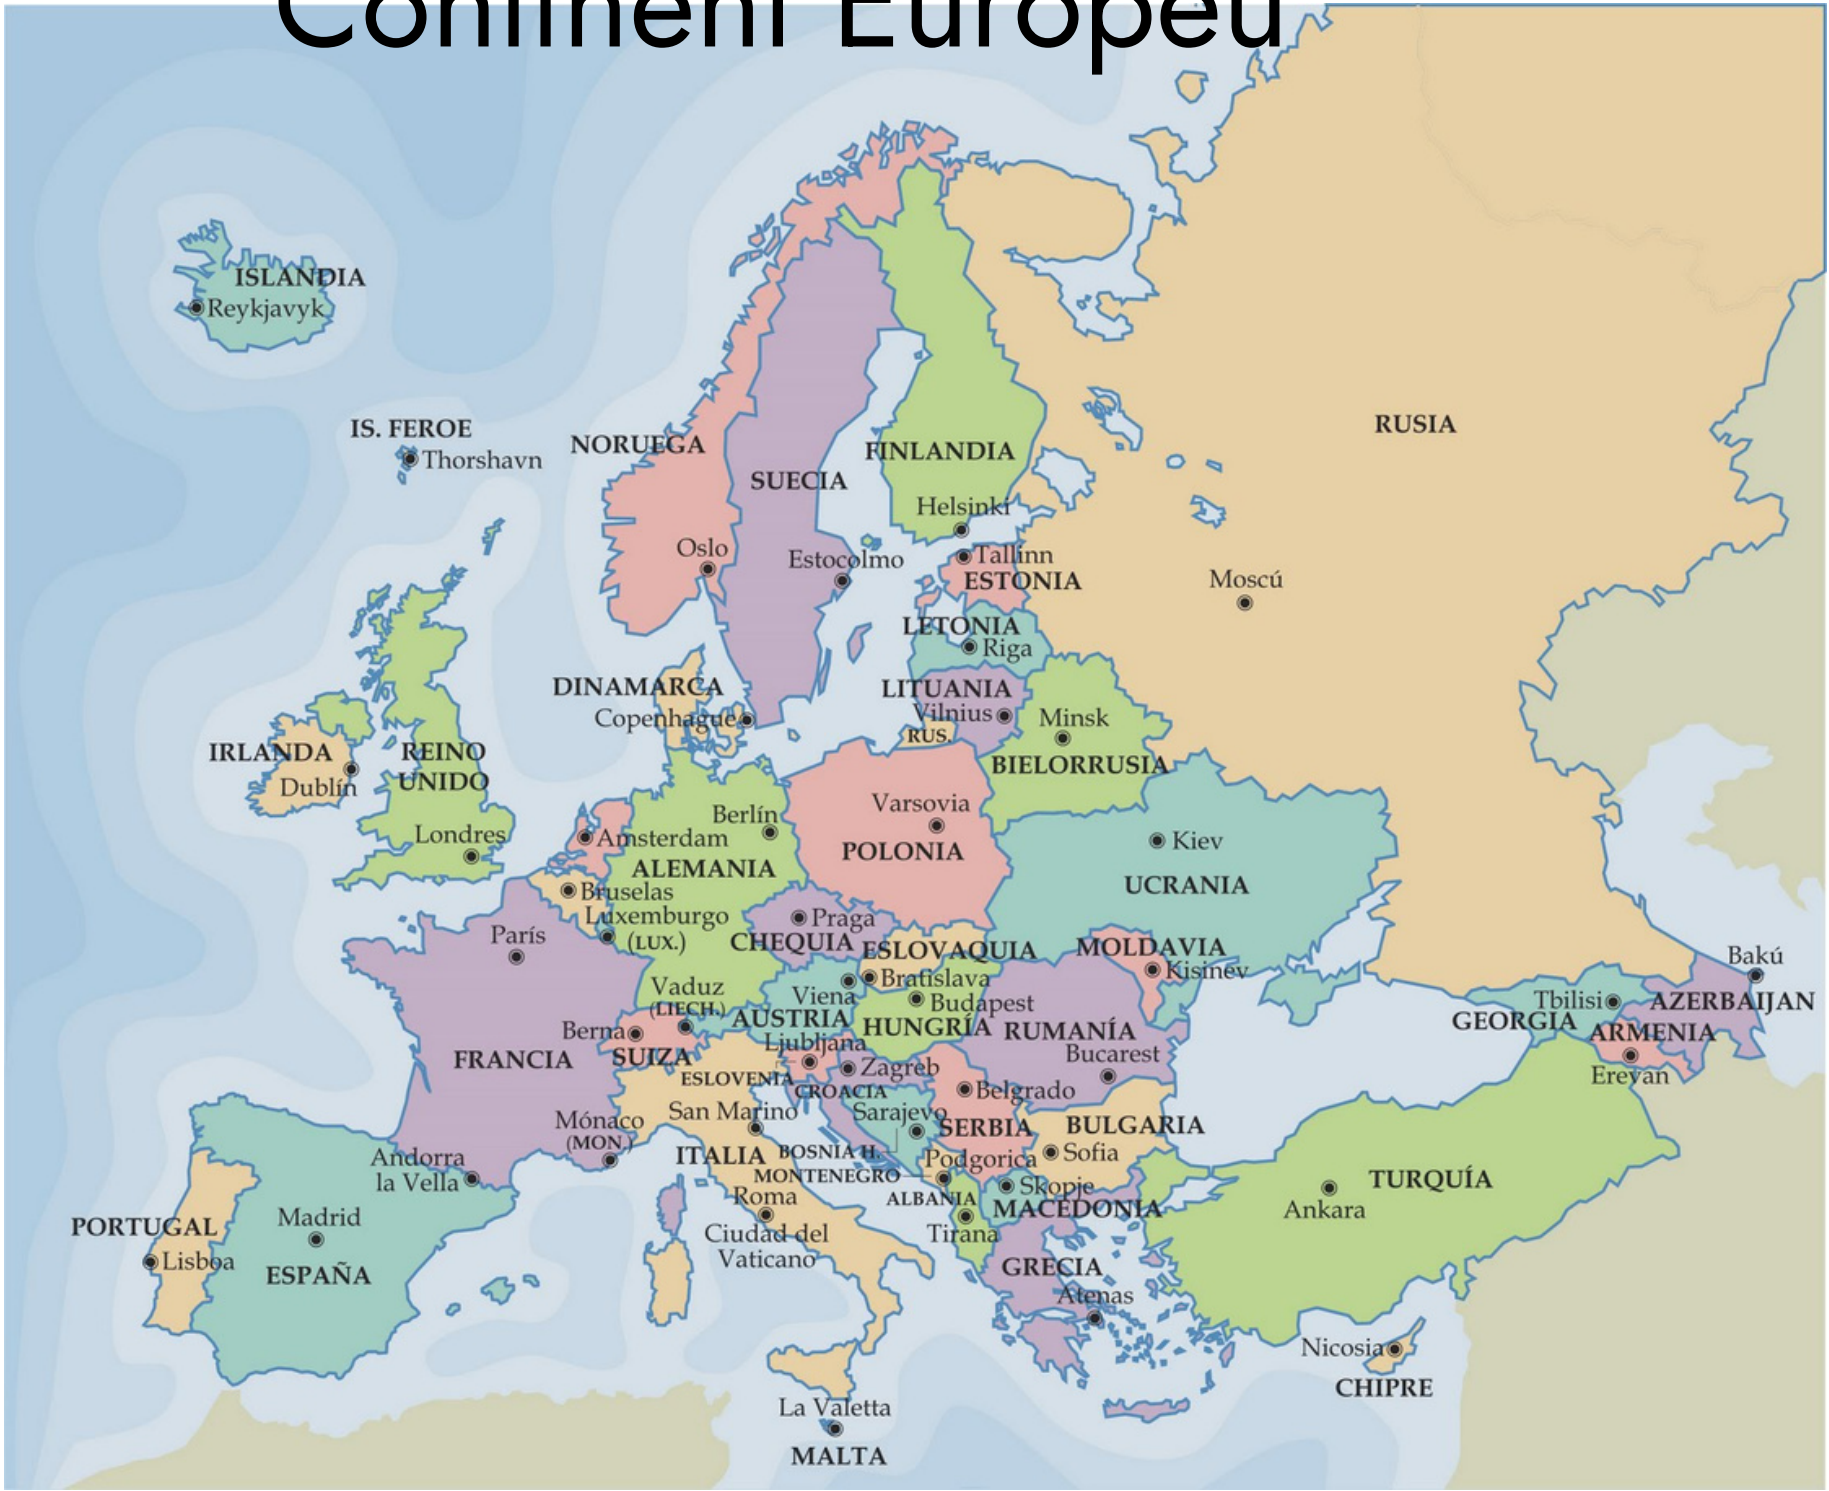 Continent Europeu
ISLANDIA
Reykjavyk
IS. FEROE
Thorshavn
NORUEGA
SUECIA
FINLANDIA
RUSIA
Helsinki
Oslo
Estocolmo
Tallinn
ESTONIA
Moscú
LETONIA
Riga
DINAMARCA
Copenhague
LITUANIA
Vilnius
RUS.
Minsk
BIELORRUSIA
IRLANDA
Dublín
REINO
UNIDO
Londres
Amsterdam
Berlín
ALEMANIA
Varsovia
POLONIA
Kiev
UCRANIA
Bruselas
Luxemburgo
(LUX.)
París
Praga
CHEQUIA
ESLOVAQUIA
Bratislava
MOLDAVIA
Kisinev
Bakú
Vaduz
(LIECH.)
Viena
AUSTRIA
Budapest
HUNGRÍA
RUMANÍA
Bucarest
Tbilisi
GEORGIA
AZERBAIJAN
ARMENIA
Erevan
Berna
SUIZA
FRANCIA
Ljubljana
ESLOVENIA
Zagreb
CROACIA
Belgrado
San Marino
Sarajevo
SERBIA
BULGARIA
Sofia
Mónaco
(MON.)
ITALIA
BOSNIA H.
MONTENEGRO
Podgorica
Andorra
la Vella
ALBANIA
Skopje
MACEDONIA
TURQUÍA
Ankara
Roma
Ciudad del
Vaticano
Tirana
PORTUGAL
Lisboa
Madrid
ESPAÑA
GRECIA
Atenas
Nicosia
CHIPRE
La Valetta
MALTA